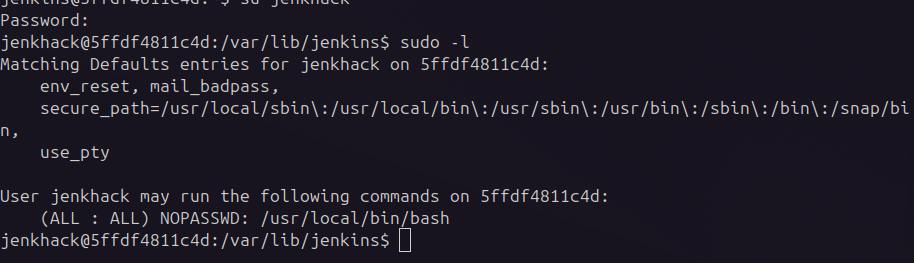 jenkins@5ffdf4811c4d:~$ su jenkhack
Password:
jenkhack@5ffdf4811c4d:/var/lib/jenkins$ sudo -l
Matching Defaults entries for jenkhack on 5ffdf4811c4d:
    env_reset, mail_badpass,
    secure_path=/usr/local/sbin\:/usr/local/bin\:/usr/sbin\:/usr/bin\:/sbin\:/bin\:/snap/bi
n,
    use_pty

User jenkhack may run the following commands on 5ffdf4811c4d:
    (ALL : ALL) NOPASSWD: /usr/local/bin/bash
jenkhack@5ffdf4811c4d:/var/lib/jenkins$